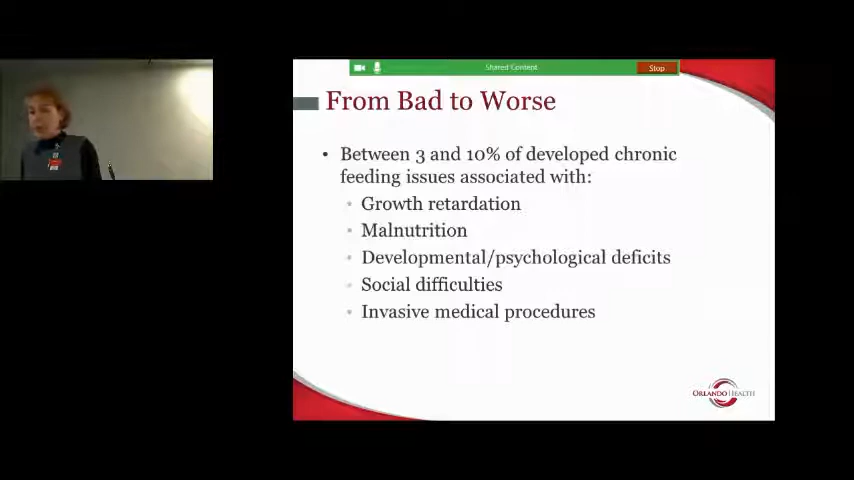 Shared Content
Stop
From Bad to Worse
• Between 3 and 10% of developed chronic
feeding issues associated with:
• Growth retardation
• Malnutrition
• Developmental/psychological deficits
• Social difficulties
• Invasive medical procedures
ORLANDO HEALTH